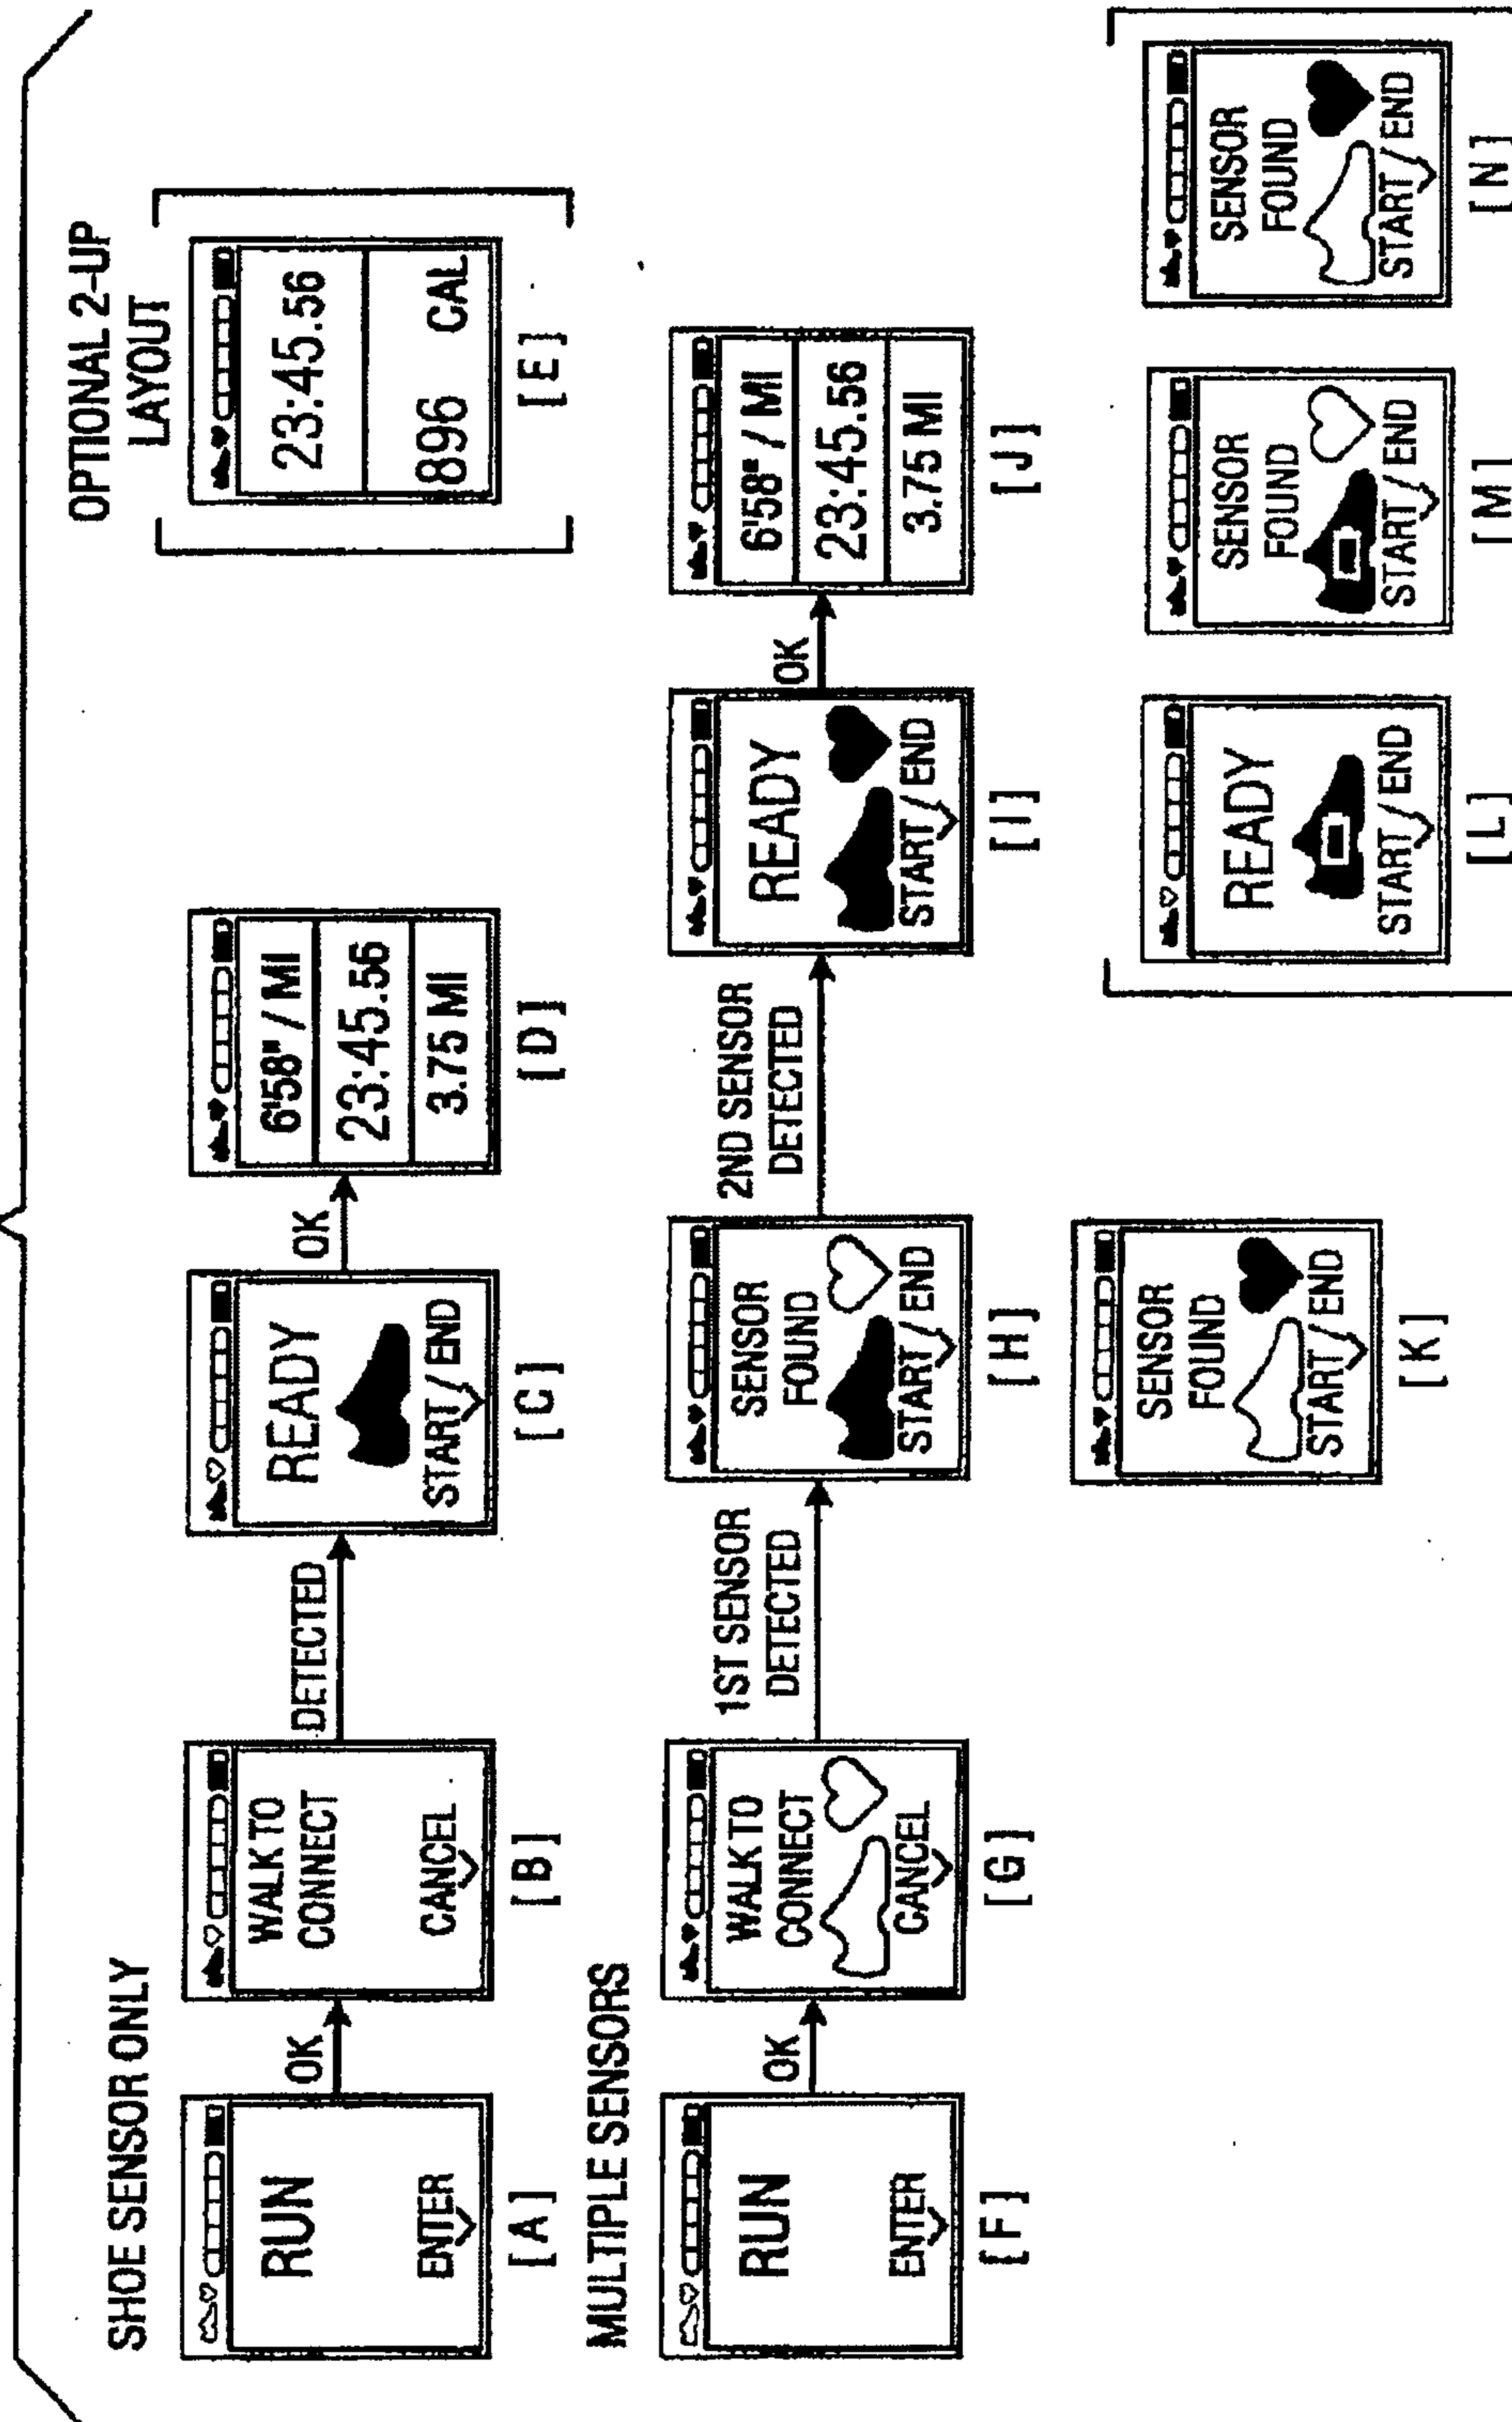 SHOE SENSOR ONLY
RUN
ENTER
[A]
OK
WALK TO
CONNECT
CANCEL
[B]
DETECTED
READY
START / END
[C]
OK
6'58" / MI
23:45.56
3.75 MI
[D]
OPTIONAL 2-UP
LAYOUT
23:45.56
896 CAL
[E]
MULTIPLE SENSORS
RUN
ENTER
[F]
OK
WALK TO
CONNECT
CANCEL
[G]
1ST SENSOR
DETECTED
SENSOR
FOUND
START / END
[H]
2ND SENSOR
DETECTED
READY
START / END
[I]
OK
6'58" / MI
23:45.56
3.75 MI
[J]
SENSOR
FOUND
START / END
[K]
READY
START / END
[L]
SENSOR
FOUND
START / END
[M]
SENSOR
FOUND
START / END
[N]